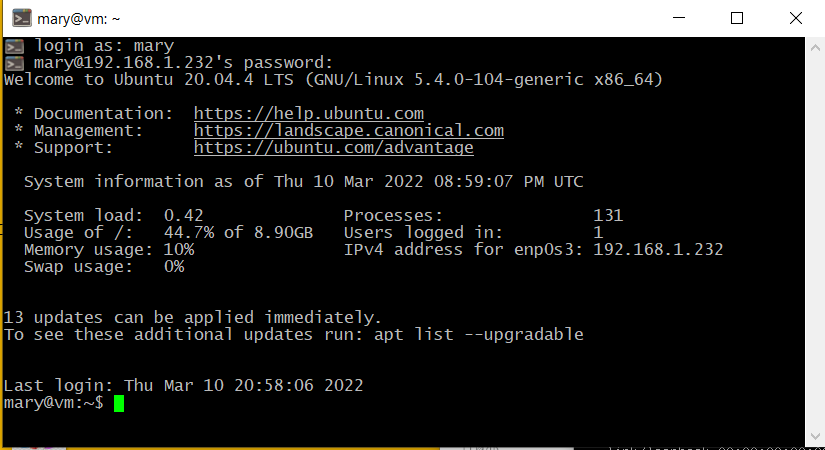 mary@vm: ~
login as: mary
mary@192.168.1.232's password:
Welcome to Ubuntu 20.04.4 LTS (GNU/Linux 5.4.0-104-generic x86_64)
 * Documentation:  https://help.ubuntu.com
 * Management:     https://landscape.canonical.com
 * Support:        https://ubuntu.com/advantage
  System information as of Thu 10 Mar 2022 08:59:07 PM UTC
  System load:  0.42              Processes:               131
  Usage of /:   44.7% of 8.90GB   Users logged in:         1
  Memory usage: 10%               IPv4 address for enp0s3: 192.168.1.232
  Swap usage:   0%
13 updates can be applied immediately.
To see these additional updates run: apt list --upgradable
Last login: Thu Mar 10 20:58:06 2022
mary@vm:~$